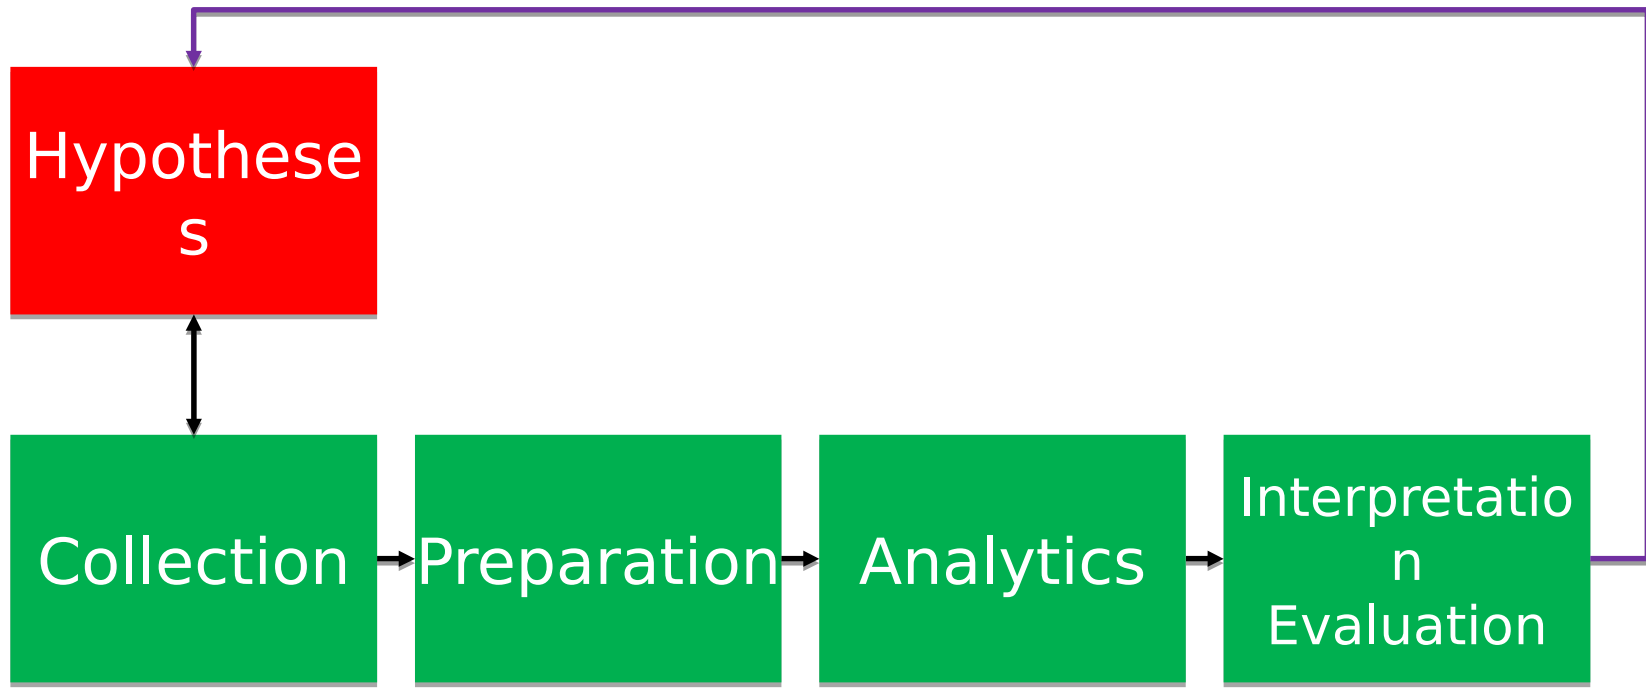 Hypothese
s
Collection
Preparation
Analytics
Interpretatio
n
Evaluation